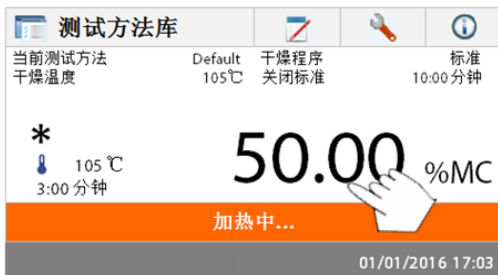 测试方法库
当前测试方法 Default 干燥程序 标准
干燥温度 105℃ 关闭标准 10:00分钟
*
105 ℃
3:00 分钟
50.00 %MC
加热中...
01/01/2016 17:03